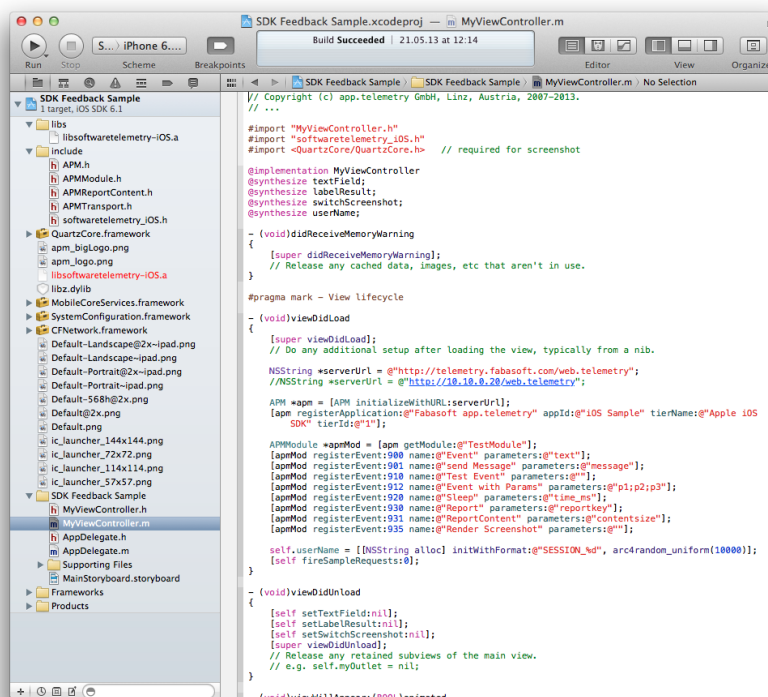 SDK Feedback Sample.xcodeproj — MyViewController.m
Run
Stop
S...〉iPhone 6....
Scheme
Breakpoints
Build Succeeded | 21.05.13 at 12:14
Editor
View
Organize
SDK Feedback Sample
1 target, iOS SDK 6.1
libs
libsoftwaretelemetry-iOS.a
include
APM.h
APMModule.h
APMReportContent.h
APMTransport.h
softwaretelemetry_iOS.h
QuartzCore.framework
apm_bigLogo.png
apm_logo.png
libsoftwaretelemetry-iOS.a
libz.dylib
MobileCoreServices.framework
SystemConfiguration.framework
CFNetwork.framework
Default-Landscape@2x~ipad.png
Default-Landscape~ipad.png
Default-Portrait@2x~ipad.png
Default-Portrait~ipad.png
Default-568h@2x.png
Default@2x.png
Default.png
ic_launcher_144x144.png
ic_launcher_72x72.png
ic_launcher_114x114.png
ic_launcher_57x57.png
SDK Feedback Sample
MyViewController.h
MyViewController.m
AppDelegate.h
AppDelegate.m
Supporting Files
MainStoryboard.storyboard
Frameworks
Products
SDK Feedback Sample 〉 SDK Feedback Sample 〉 MyViewController.m 〉 No Selection
// Copyright (c) app.telemetry GmbH, Linz, Austria, 2007-2013.
// ...
#import "MyViewController.h"
#import "softwaretelemetry_iOS.h"
#import <QuartzCore/QuartzCore.h> // required for screenshot
@implementation MyViewController
@synthesize textField;
@synthesize labelResult;
@synthesize switchScreenshot;
@synthesize userName;
- (void)didReceiveMemoryWarning
{
[super didReceiveMemoryWarning];
// Release any cached data, images, etc that aren't in use.
}
#pragma mark - View lifecycle
- (void)viewDidLoad
{
[super viewDidLoad];
// Do any additional setup after loading the view, typically from a nib.
NSString *serverUrl = @"http://telemetry.fabasoft.com/web.telemetry";
//NSString *serverUrl = @"http://10.10.0.20/web.telemetry";
APM *apm = [APM initializeWithURL:serverUrl];
[apm registerApplication:@"Fabasoft app.telemetry" appId:@"iOS Sample" tierName:@"Apple iOS
SDK" tierId:@"1"];
APMModule *apmMod = [apm getModule:@"TestModule"];
[apmMod registerEvent:900 name:@"Event" parameters:@"text"];
[apmMod registerEvent:901 name:@"send Message" parameters:@"message"];
[apmMod registerEvent:910 name:@"Test Event" parameters:@""];
[apmMod registerEvent:912 name:@"Event with Params" parameters:@"p1;p2;p3"];
[apmMod registerEvent:920 name:@"Sleep" parameters:@"time_ms"];
[apmMod registerEvent:930 name:@"Report" parameters:@"reportkey"];
[apmMod registerEvent:931 name:@"ReportContent" parameters:@"contentsize"];
[apmMod registerEvent:935 name:@"Render Screenshot" parameters:@""];
self.userName = [[NSString alloc] initWithFormat:@"SESSION_%d", arc4random_uniform(10000)];
[self fireSampleRequests:0];
}
- (void)viewDidUnload
{
[self setTextField:nil];
[self setLabelResult:nil];
[self setSwitchScreenshot:nil];
[super viewDidUnload];
// Release any retained subviews of the main view.
// e.g. self.myOutlet = nil;
}
- (void)viewWillAppear:(BOOL)animated